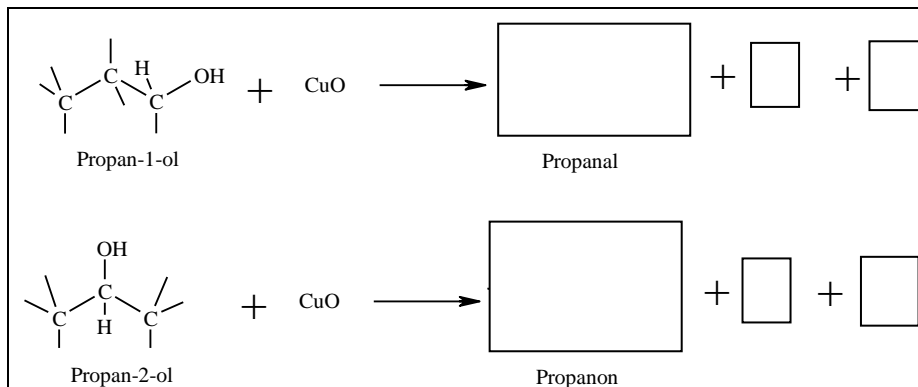 H
C
OH
C
C
+ CuO + +
Propan-1-ol
Propanal
OH
C
C
H
C
+ CuO + +
Propan-2-ol
Propanon